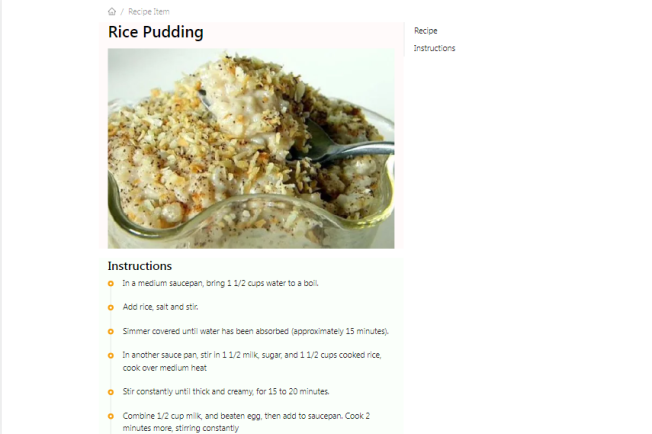 / Recipe Item
Rice Pudding
Recipe
Instructions
Instructions
In a medium saucepan, bring 1 1/2 cups water to a boil.
Add rice, salt and stir.
Simmer covered until water has been absorbed (approximately 15 minutes).
In another sauce pan, stir in 1 1/2 milk, sugar, and 1 1/2 cups cooked rice,
cook over medium heat
Stir constantly until thick and creamy, for 15 to 20 minutes.
Combine 1/2 cup milk, and beaten egg, then add to saucepan. Cook 2
minutes more, stirring constantly